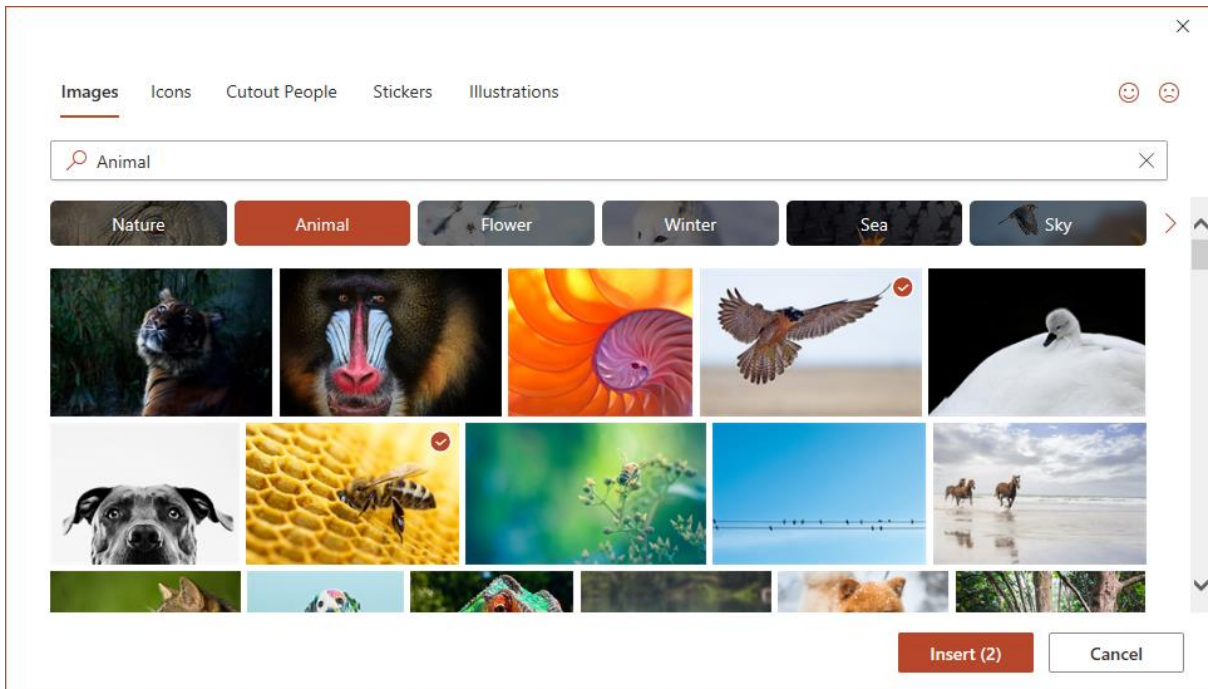 Images Icons Cutout People Stickers Illustrations
Animal
Nature Animal Flower Winter Sea Sky
Insert (2) Cancel